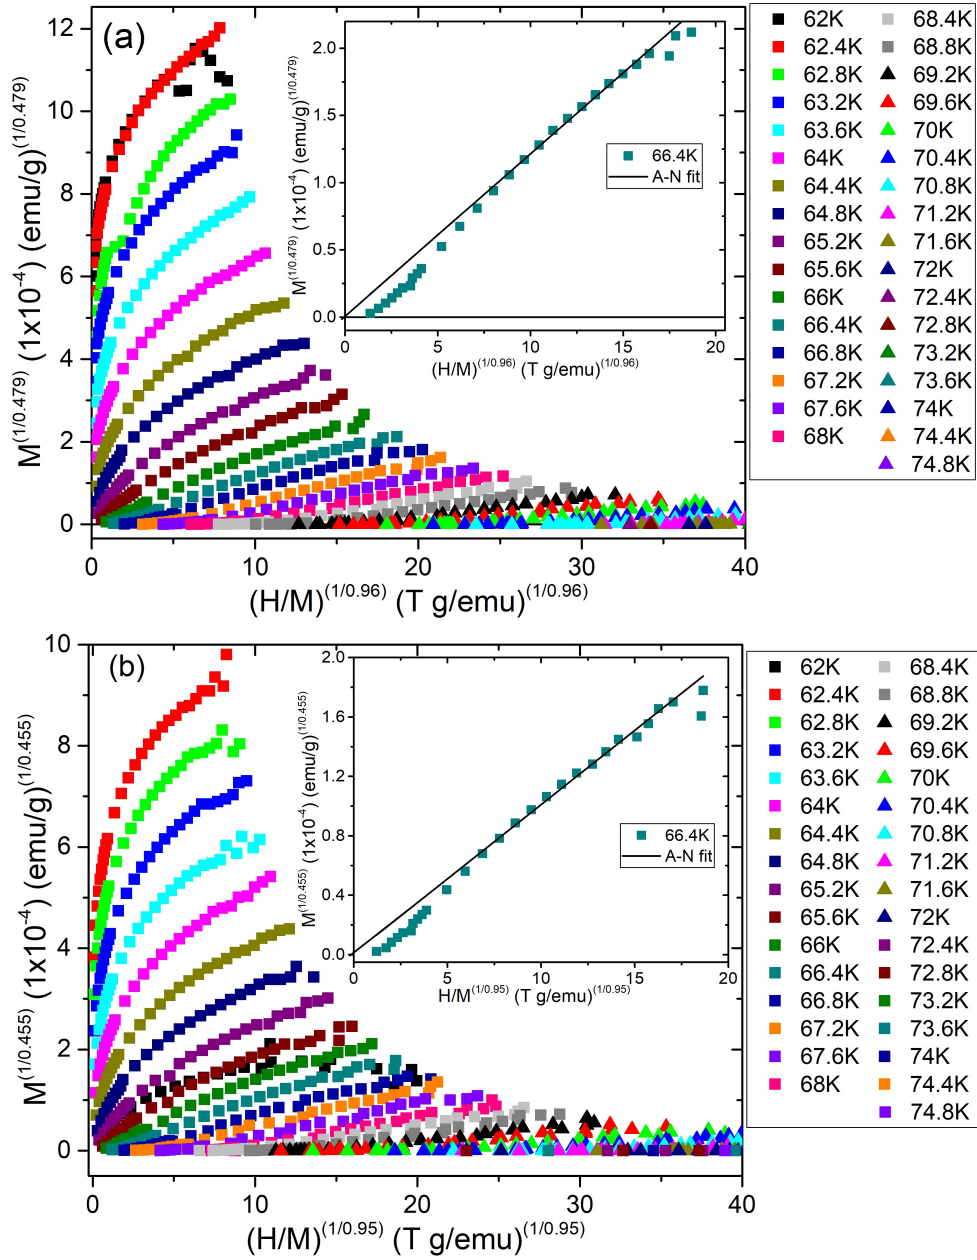 (a)
12
10
8
6
4
2
0
M(1/0.479) (1x10-4) (emu/g)(1/0.479)
0 10 20 30 40
(H/M)(1/0.96) (T g/emu)(1/0.96)
2.0
1.5
1.0
0.5
0.0
M(1/0.479) (1x10-4) (emu/g)(1/0.479)
66.4K
A-N fit
0 5 10 15 20
(H/M)(1/0.96) (T g/emu)(1/0.96)
62K 68.4K
62.4K 68.8K
62.8K 69.2K
63.2K 69.6K
63.6K 70K
64K 70.4K
64.4K 70.8K
64.8K 71.2K
65.2K 71.6K
65.6K 72K
66K 72.4K
66.4K 72.8K
66.8K 73.2K
67.2K 73.6K
67.6K 74K
68K 74.4K
74.8K
(b)
10
8
6
4
2
0
M(1/0.455) (1x10-4) (emu/g)(1/0.455)
0 10 20 30 40
(H/M)(1/0.95) (T g/emu)(1/0.95)
2.0
1.6
1.2
0.8
0.4
0.0
M(1/0.455) (1x10-4) (emu/g)(1/0.455)
66.4K
A-N fit
0 5 10 15 20
H/M(1/0.95) (T g/emu)(1/0.95)
62K 68.4K
62.4K 68.8K
62.8K 69.2K
63.2K 69.6K
63.6K 70K
64K 70.4K
64.4K 70.8K
64.8K 71.2K
65.2K 71.6K
65.6K 72K
66K 72.4K
66.4K 72.8K
66.8K 73.2K
67.2K 73.6K
67.6K 74K
68K 74.4K
74.8K